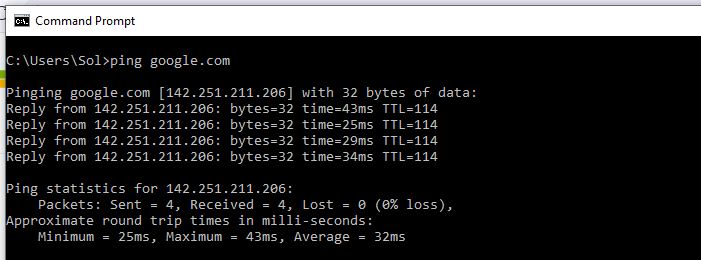 Command Prompt
C:\Users\Sol>ping google.com
Pinging google.com [142.251.211.206] with 32 bytes of data:
Reply from 142.251.211.206: bytes=32 time=43ms TTL=114
Reply from 142.251.211.206: bytes=32 time=25ms TTL=114
Reply from 142.251.211.206: bytes=32 time=29ms TTL=114
Reply from 142.251.211.206: bytes=32 time=34ms TTL=114
Ping statistics for 142.251.211.206:
    Packets: Sent = 4, Received = 4, Lost = 0 (0% loss),
Approximate round trip times in milli-seconds:
    Minimum = 25ms, Maximum = 43ms, Average = 32ms